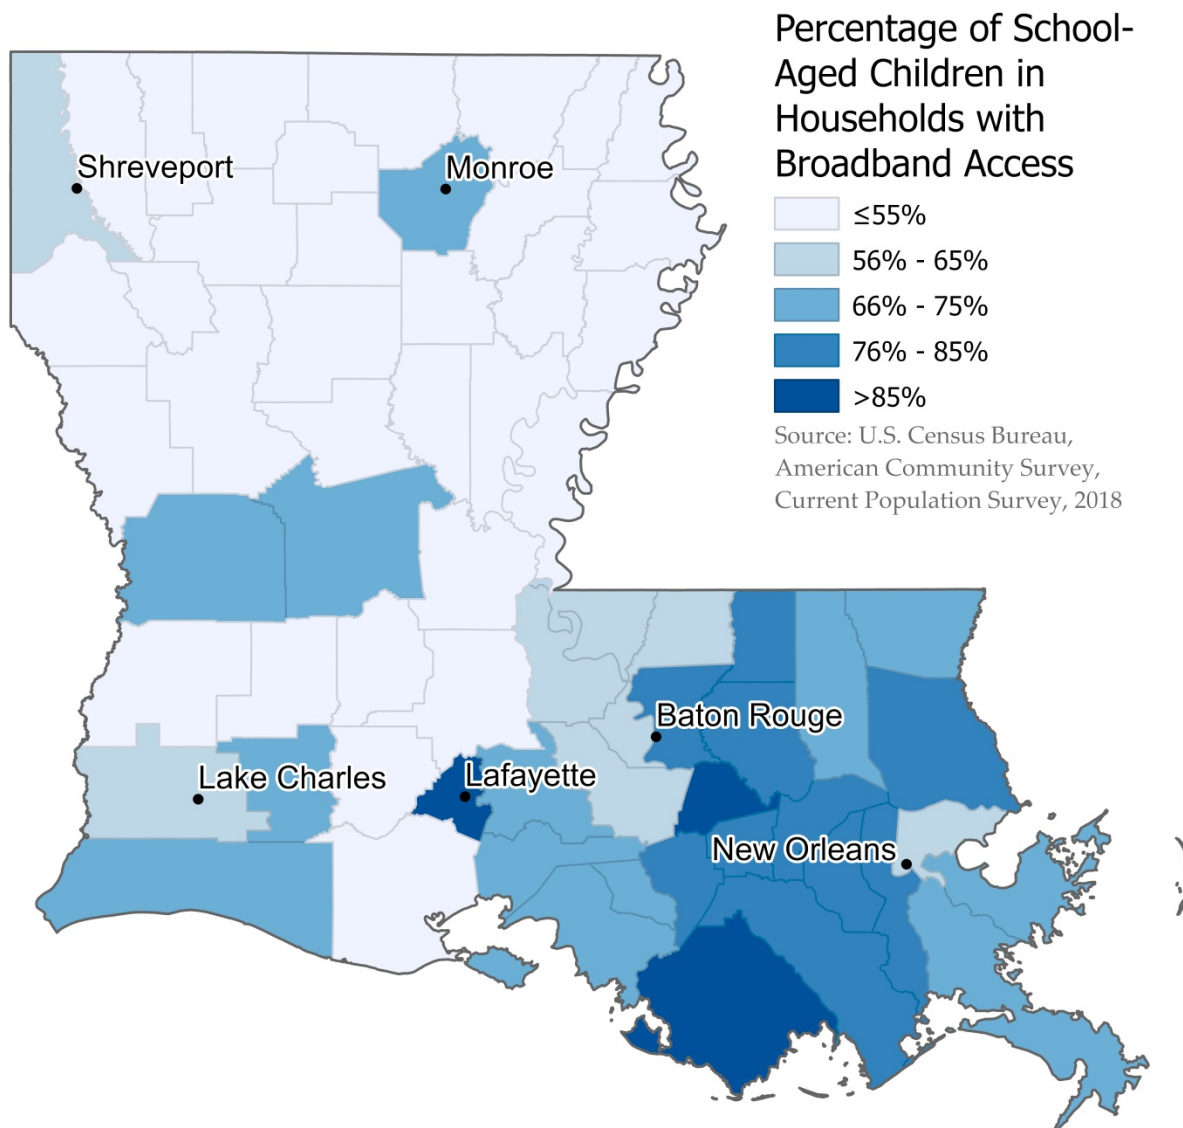 Percentage of School-
Aged Children in
Households with
Broadband Access
≤55%
56% - 65%
66% - 75%
76% - 85%
>85%
Source: U.S. Census Bureau,
American Community Survey,
Current Population Survey, 2018
Shreveport
Monroe
Baton Rouge
Lake Charles
Lafayette
New Orleans